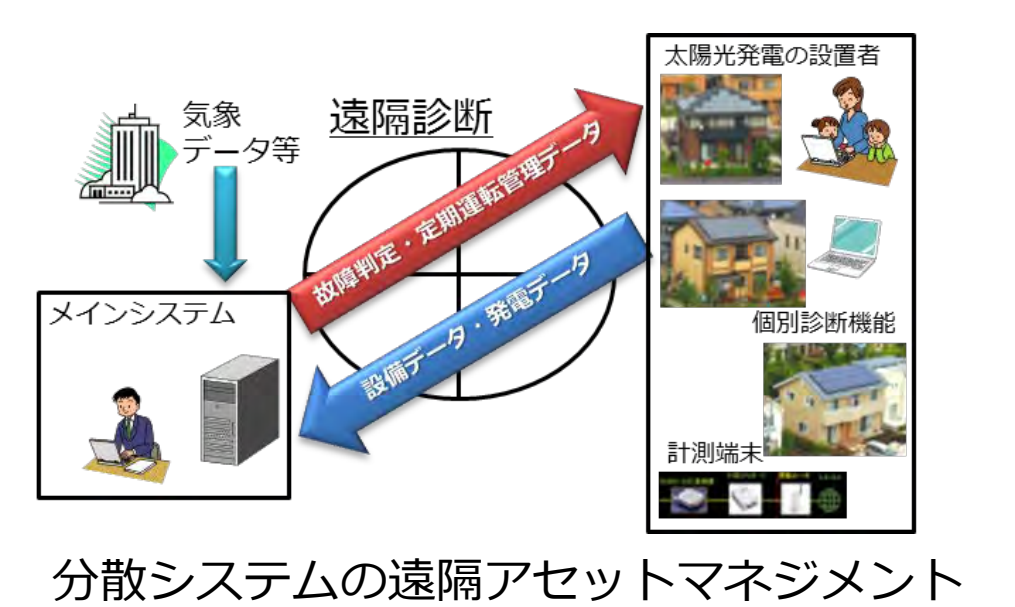 太陽光発電の設置者
気象
データ等
遠隔診断
故障判定・定期運転管理データ
設備データ・発電データ
メインシステム
個別診断機能
計測端末
分散システムの遠隔アセットマネジメント